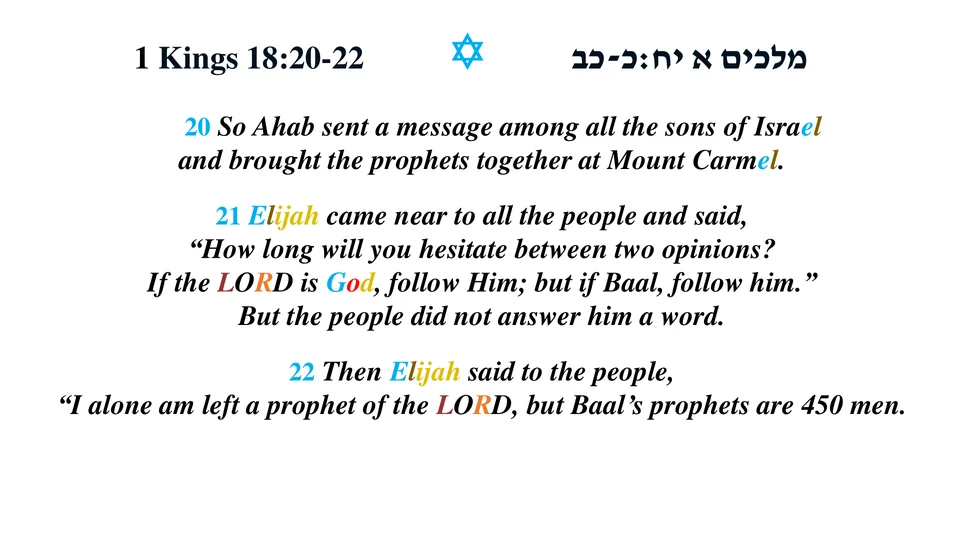 1 Kings 18:20-22 ✡ מלכים א יח:כ-כב
20 So Ahab sent a message among all the sons of Israel
and brought the prophets together at Mount Carmel.
21 Elijah came near to all the people and said,
“How long will you hesitate between two opinions?
If the LORD is God, follow Him; but if Baal, follow him.”
But the people did not answer him a word.
22 Then Elijah said to the people,
“I alone am left a prophet of the LORD, but Baal’s prophets are 450 men.